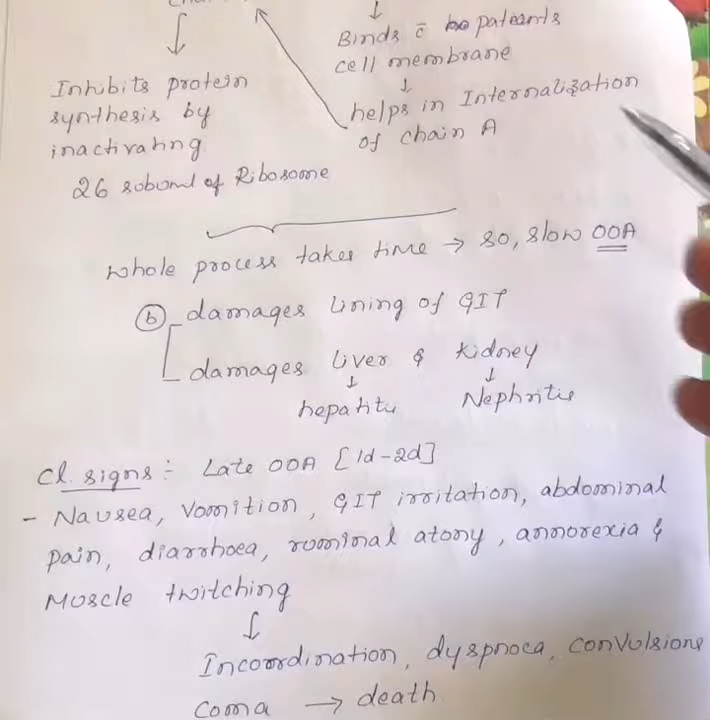 Binds c̄ patients
cell membrane
↓
helps in Internalization
of chain A
Inhibits protein
synthesis by
inactivating
26 subunit of Ribosome
Whole process takes time → so, slow OOA
(b) damages lining of GIT
damages liver & kidney
↓ ↓
hepatitis Nephritis
Cl. signs :- Late OOA [1d-2d]
- Nausea, vomition, GIT irritation, abdominal
pain, diarrhoea, ruminal atony, annorexia &
Muscle twitching
↓
Incoordination, dyspnoea, convulsions
coma → death.